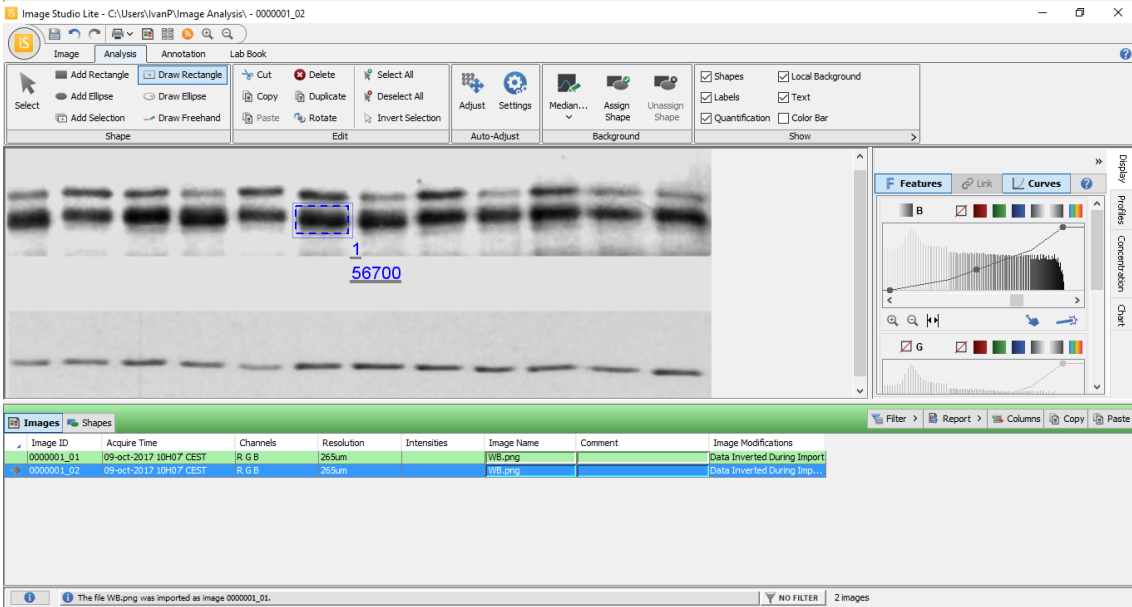 Image Studio Lite - C:\Users\IvanP\Image Analysis\ - 0000001_02
iS
Image Analysis Annotation Lab Book
Select
Add Rectangle Draw Rectangle
Add Ellipse Draw Ellipse
Add Selection Draw Freehand
Shape
Cut Delete Select All
Copy Duplicate Deselect All
Paste Rotate Invert Selection
Edit
Adjust Settings
Auto-Adjust
Median... Assign Shape Unassign Shape
Background
Shapes Local Background
Labels Text
Quantification Color Bar
Show
1
56700
Features Link Curves
B
G
Display
Profiles
Concentration
Chart
Images Shapes
Filter > Report > Columns Copy Paste
Image ID Acquire Time Channels Resolution Intensities Image Name Comment Image Modifications
0000001_01 09-oct-2017 10H07' CEST R G B 265um WB.png Data Inverted During Import
0000001_02 09-oct-2017 10H07' CEST R G B 265um WB.png Data Inverted During Imp...
The file WB.png was imported as image 0000001_01.
NO FILTER 2 images